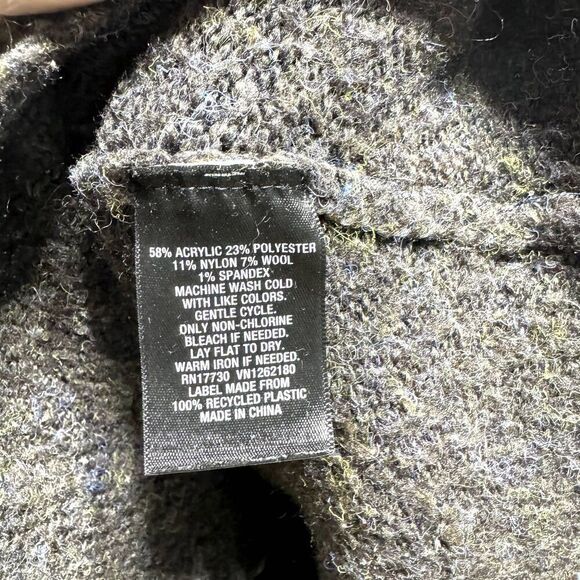 58% ACRYLIC 23% POLYESTER
11% NYLON 7% WOOL
1% SPANDEX
MACHINE WASH COLD
WITH LIKE COLORS.
GENTLE CYCLE.
ONLY NON-CHLORINE
BLEACH IF NEEDED.
LAY FLAT TO DRY.
WARM IRON IF NEEDED.
RN17730 VN1262180
LABEL MADE FROM
100% RECYCLED PLASTIC
MADE IN CHINA